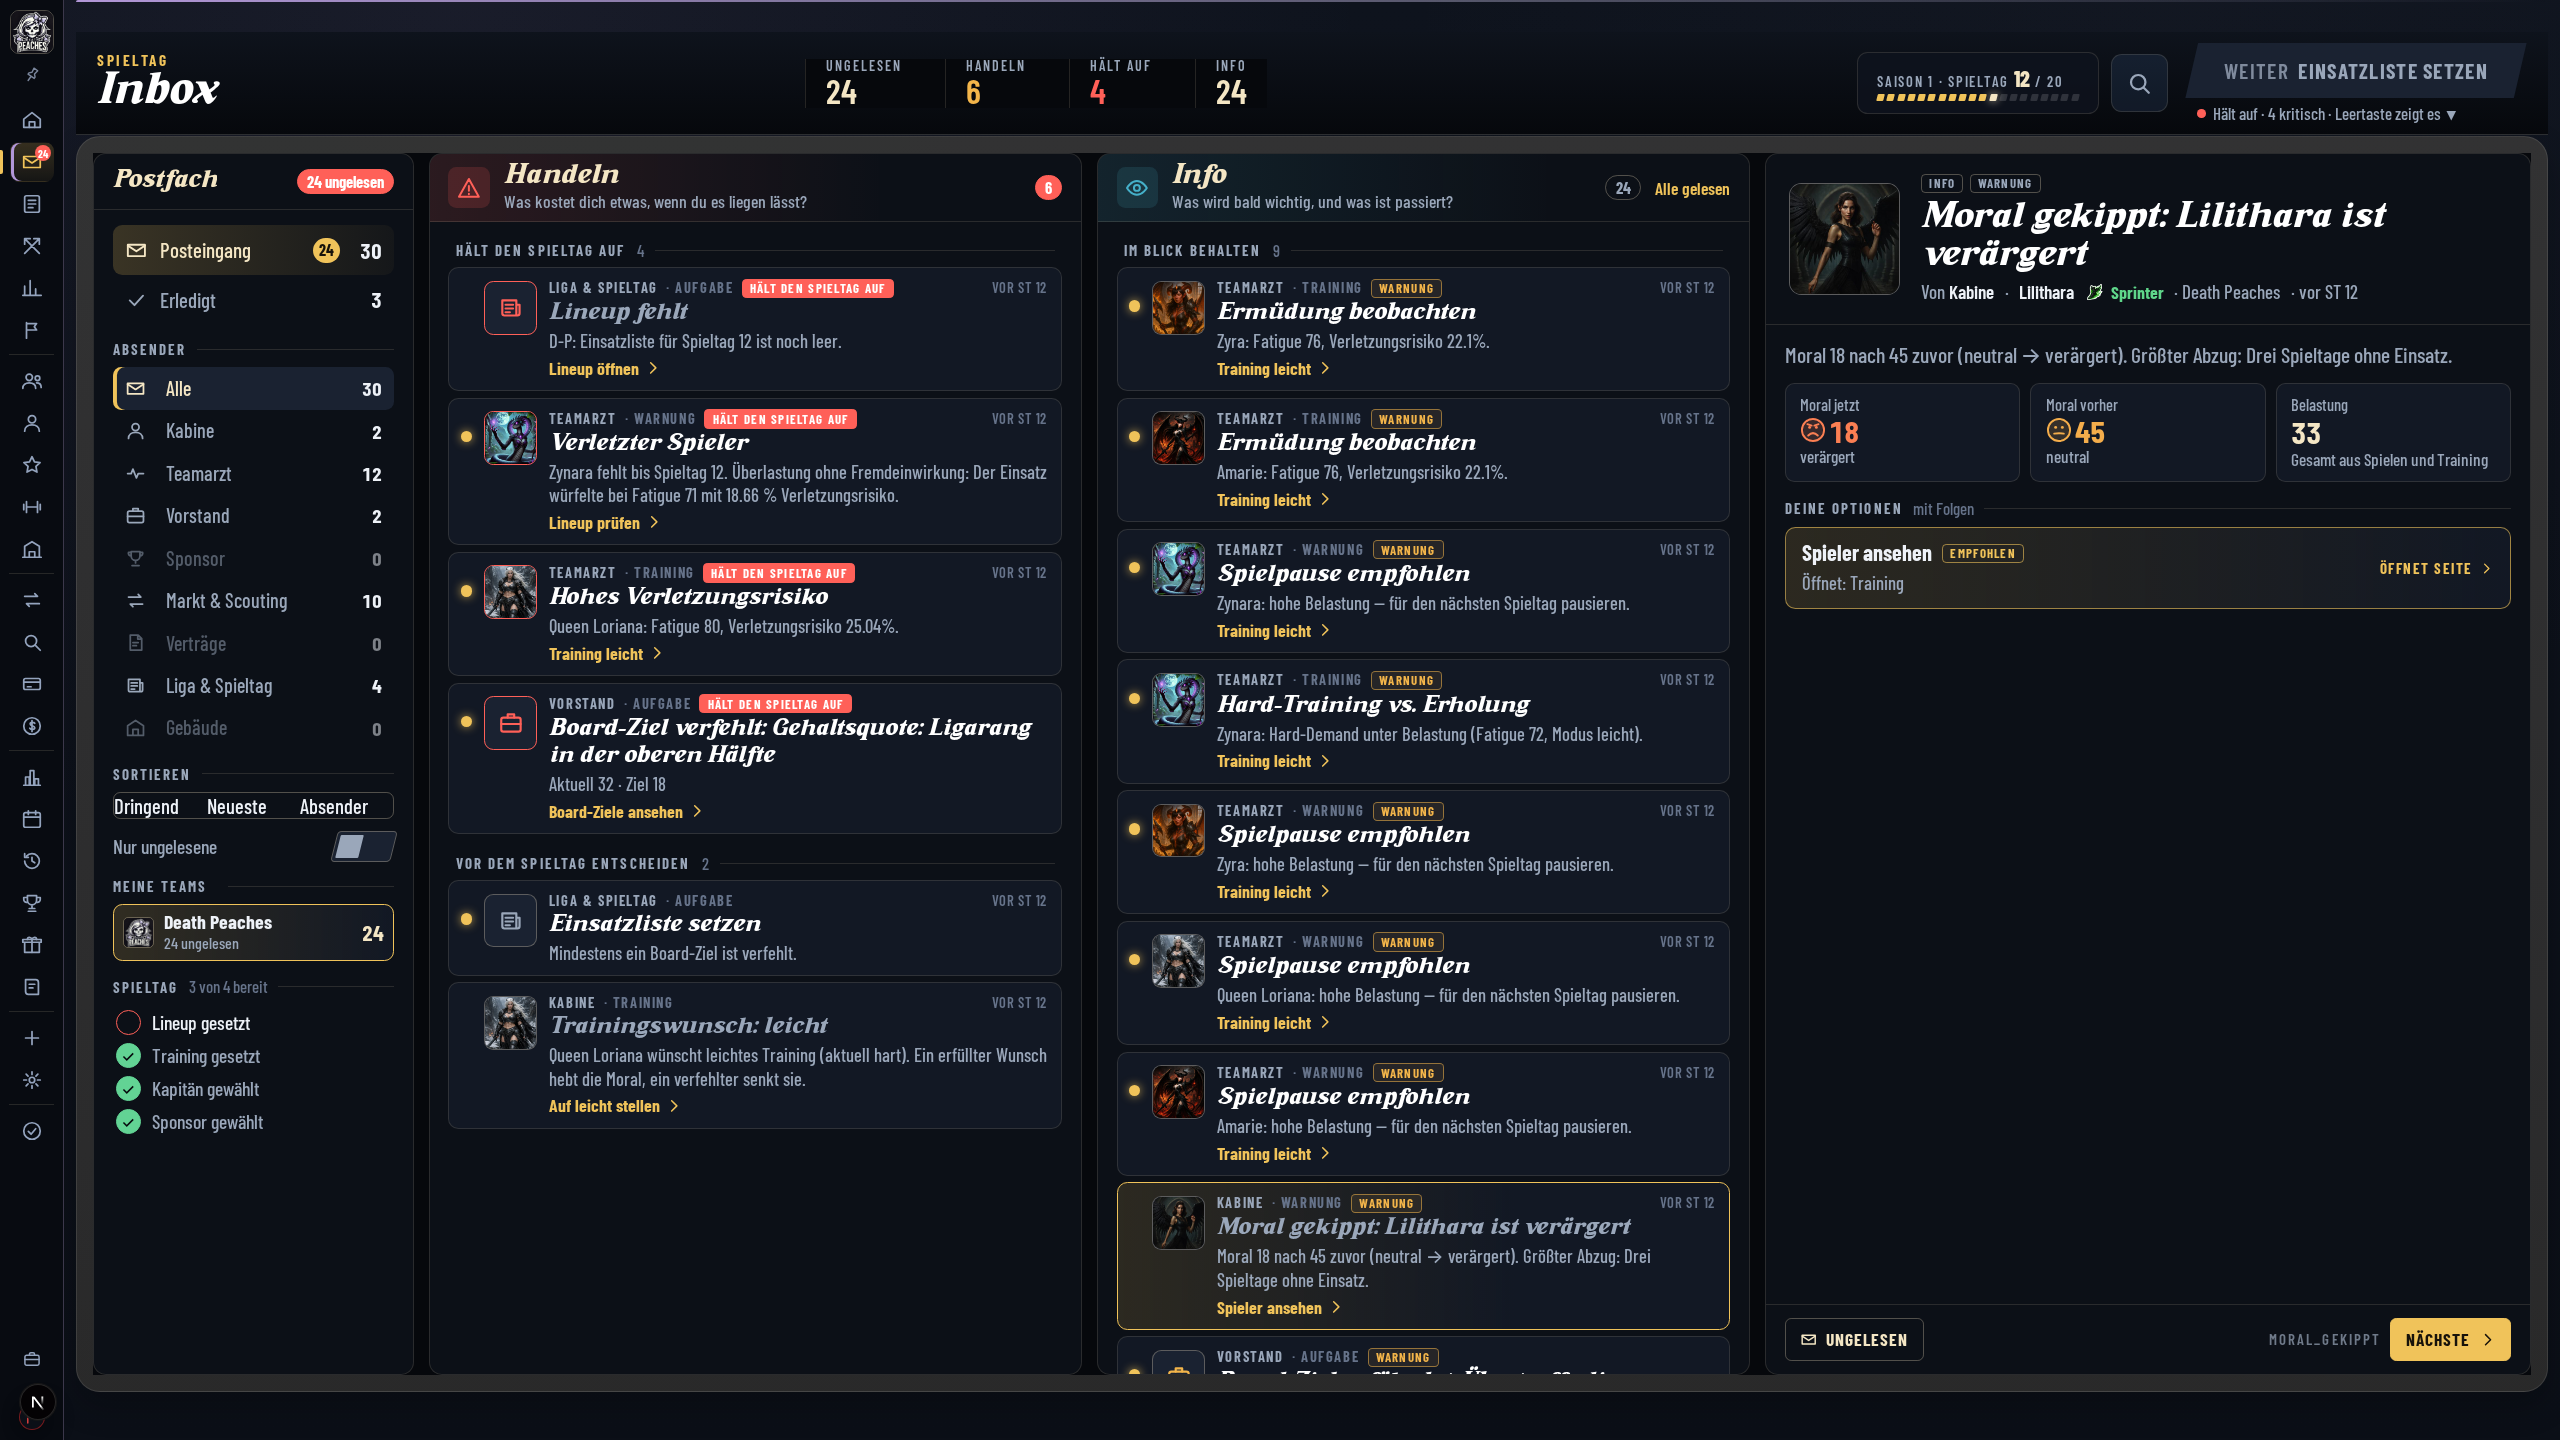 SPIELTAG
Inbox
UNGELESEN
24
HANDELN
6
HÄLT AUF
4
INFO
24
SAISON 1 · SPIELTAG 12 / 20
WEITER EINSATZLISTE SETZEN
Hält auf · 4 kritisch · Leertaste zeigt es ▼
PEACHES
24
N
Postfach
24 ungelesen
Posteingang 24 30
Erledigt 3
ABSENDER
Alle 30
Kabine 2
Teamarzt 12
Vorstand 2
Sponsor 0
Markt & Scouting 10
Verträge 0
Liga & Spieltag 4
Gebäude 0
SORTIEREN
Dringend Neueste Absender
Nur ungelesene
MEINE TEAMS
Death Peaches
24 ungelesen
24
SPIELTAG 3 von 4 bereit
Lineup gesetzt
Training gesetzt
Kapitän gewählt
Sponsor gewählt
Handeln
Was kostet dich etwas, wenn du es liegen lässt?
6
HÄLT DEN SPIELTAG AUF 4
LIGA & SPIELTAG · AUFGABE HÄLT DEN SPIELTAG AUF VOR ST 12
Lineup fehlt
D-P: Einsatzliste für Spieltag 12 ist noch leer.
Lineup öffnen
TEAMARZT · WARNUNG HÄLT DEN SPIELTAG AUF VOR ST 12
Verletzter Spieler
Zynara fehlt bis Spieltag 12. Überlastung ohne Fremdeinwirkung: Der Einsatz
würfelte bei Fatigue 71 mit 18.66 % Verletzungsrisiko.
Lineup prüfen
TEAMARZT · TRAINING HÄLT DEN SPIELTAG AUF VOR ST 12
Hohes Verletzungsrisiko
Queen Loriana: Fatigue 80, Verletzungsrisiko 25.04%.
Training leicht
VORSTAND · AUFGABE HÄLT DEN SPIELTAG AUF VOR ST 12
Board-Ziel verfehlt: Gehaltsquote: Ligarang
in der oberen Hälfte
Aktuell 32 · Ziel 18
Board-Ziele ansehen
VOR DEM SPIELTAG ENTSCHEIDEN 2
LIGA & SPIELTAG · AUFGABE VOR ST 12
Einsatzliste setzen
Mindestens ein Board-Ziel ist verfehlt.
KABINE · TRAINING VOR ST 12
Trainingswunsch: leicht
Queen Loriana wünscht leichtes Training (aktuell hart). Ein erfüllter Wunsch
hebt die Moral, ein verfehlter senkt sie.
Auf leicht stellen
Info
Was wird bald wichtig, und was ist passiert?
24 Alle gelesen
IM BLICK BEHALTEN 9
TEAMARZT · TRAINING WARNUNG VOR ST 12
Ermüdung beobachten
Zyra: Fatigue 76, Verletzungsrisiko 22.1%.
Training leicht
TEAMARZT · TRAINING WARNUNG VOR ST 12
Ermüdung beobachten
Amarie: Fatigue 76, Verletzungsrisiko 22.1%.
Training leicht
TEAMARZT · WARNUNG WARNUNG VOR ST 12
Spielpause empfohlen
Zynara: hohe Belastung — für den nächsten Spieltag pausieren.
Training leicht
TEAMARZT · TRAINING WARNUNG VOR ST 12
Hard-Training vs. Erholung
Zynara: Hard-Demand unter Belastung (Fatigue 72, Modus leicht).
Training leicht
TEAMARZT · WARNUNG WARNUNG VOR ST 12
Spielpause empfohlen
Zyra: hohe Belastung — für den nächsten Spieltag pausieren.
Training leicht
TEAMARZT · WARNUNG WARNUNG VOR ST 12
Spielpause empfohlen
Queen Loriana: hohe Belastung — für den nächsten Spieltag pausieren.
Training leicht
TEAMARZT · WARNUNG WARNUNG VOR ST 12
Spielpause empfohlen
Amarie: hohe Belastung — für den nächsten Spieltag pausieren.
Training leicht
KABINE · WARNUNG WARNUNG VOR ST 12
Moral gekippt: Lilithara ist verärgert
Moral 18 nach 45 zuvor (neutral → verärgert). Größter Abzug: Drei
Spieltage ohne Einsatz.
Spieler ansehen
VORSTAND · AUFGABE WARNUNG VOR ST 12
INFO WARNUNG
Moral gekippt: Lilithara ist
verärgert
Von Kabine · Lilithara Sprinter · Death Peaches · vor ST 12
Moral 18 nach 45 zuvor (neutral → verärgert). Größter Abzug: Drei Spieltage ohne Einsatz.
Moral jetzt
18
verärgert
Moral vorher
45
neutral
Belastung
33
Gesamt aus Spielen und Training
DEINE OPTIONEN mit Folgen
Spieler ansehen EMPFOHLEN
Öffnet: Training
ÖFFNET SEITE
UNGELESEN
MORAL_GEKIPPT
NÄCHSTE